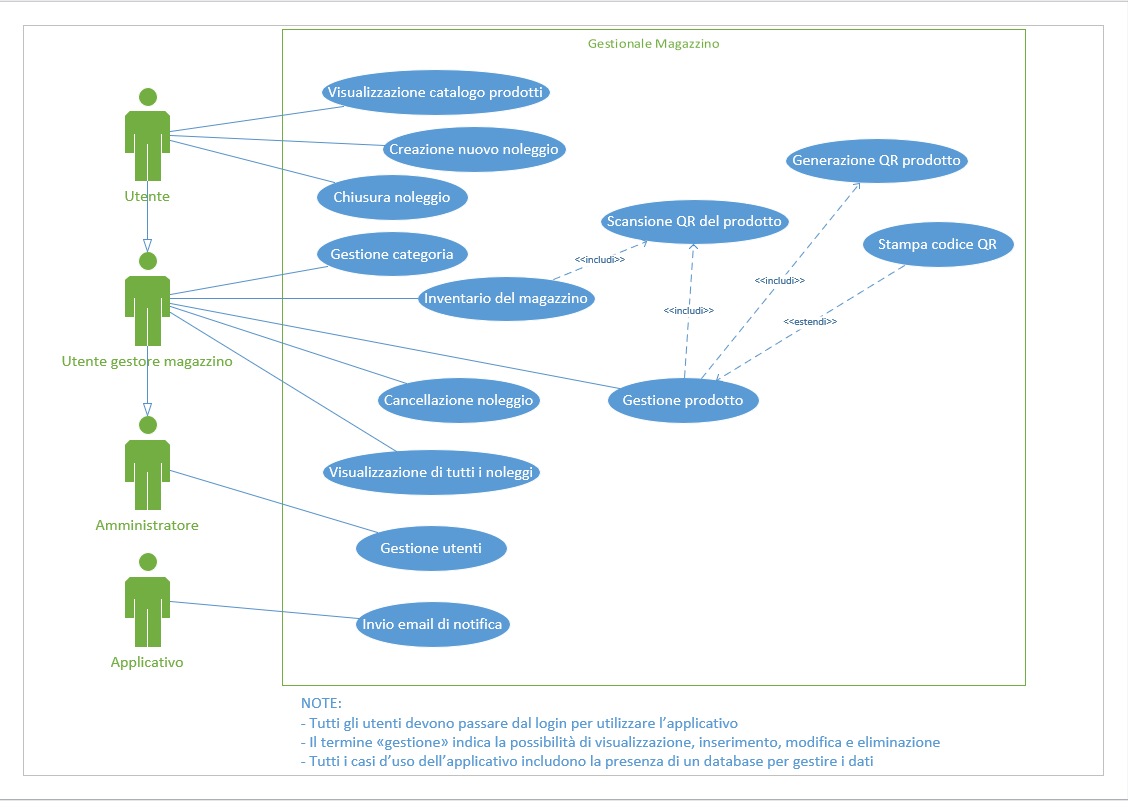 Gestionale Magazzino
Visualizzazione catalogo prodotti
Creazione nuovo noleggio
Generazione QR prodotto
Utente
Chiusura noleggio
Scansione QR del prodotto
Stampa codice QR
Gestione categoria
<<includi>>
<<includi>>
Inventario del magazzino
<<includi>>
<<estendi>>
Utente gestore magazzino
Cancellazione noleggio
Gestione prodotto
Visualizzazione di tutti i noleggi
Amministratore
Gestione utenti
Invio email di notifica
Applicativo
NOTE:
- Tutti gli utenti devono passare dal login per utilizzare l’applicativo
- Il termine «gestione» indica la possibilità di visualizzazione, inserimento, modifica e eliminazione
- Tutti i casi d’uso dell’applicativo includono la presenza di un database per gestire i dati